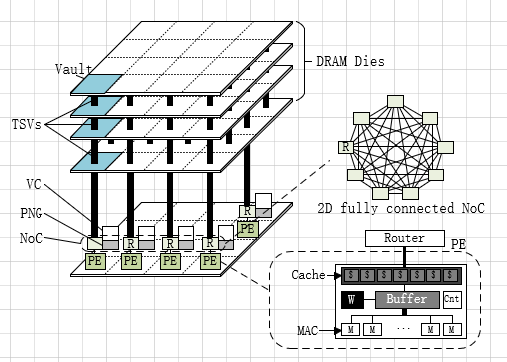 Vault
DRAM Dies
TSVs
R
VC
PNG
NoC
R
PE
R R R
PE PE PE PE
2D fully connected NoC
Router
PE
Cache
$ $ $ $ $ $ $
W Buffer Cnt
MAC
M M ... M M